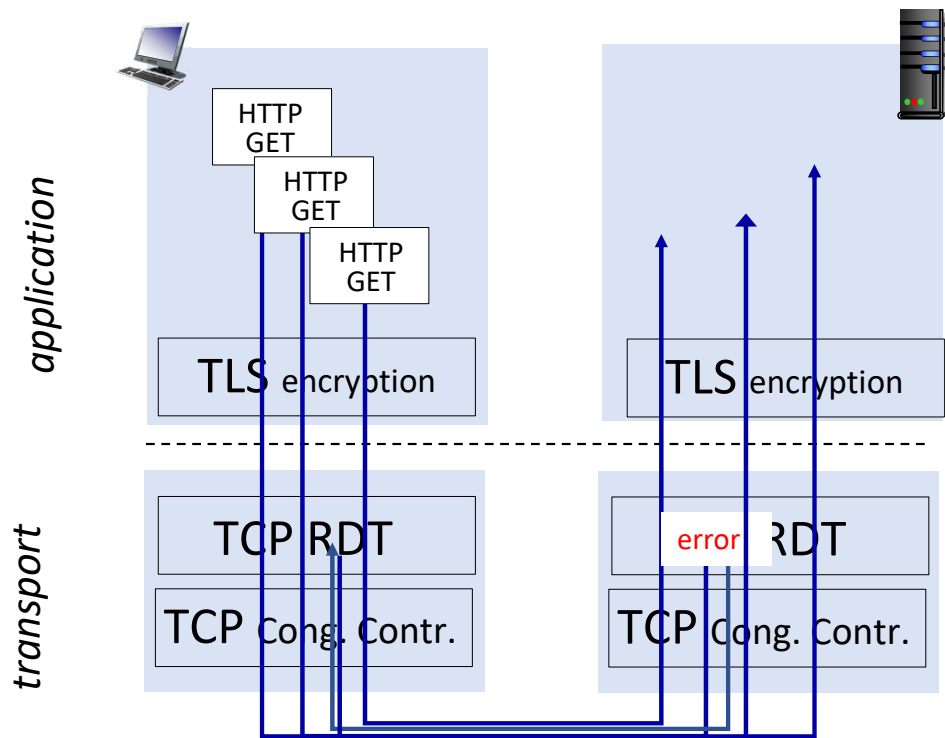 application
HTTP
GET
HTTP
GET
HTTP
GET
TLS encryption
TLS encryption
transport
TCP RDT
error RDT
TCP Cong. Contr.
TCP Cong. Contr.